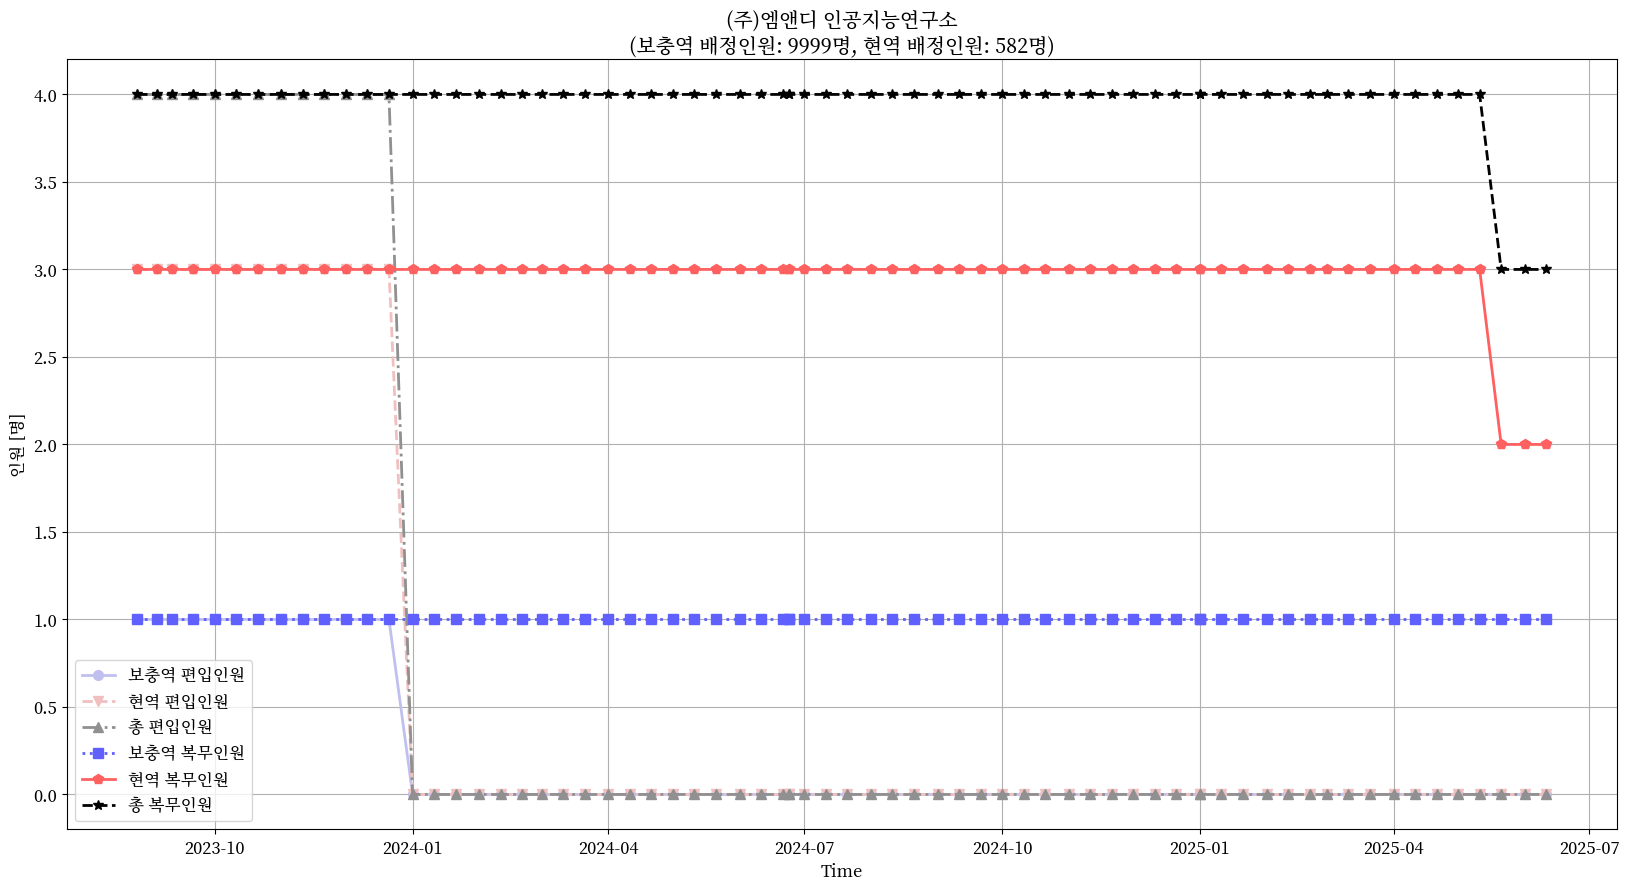 (주)엠앤디 인공지능연구소
(보충역 배정인원: 9999명, 현역 배정인원: 582명)
인원 [명]
4.0
3.5
3.0
2.5
2.0
1.5
1.0
0.5
0.0
보충역 편입인원
현역 편입인원
총 편입인원
보충역 복무인원
현역 복무인원
총 복무인원
2023-10
2024-01
2024-04
2024-07
2024-10
2025-01
2025-04
2025-07
Time